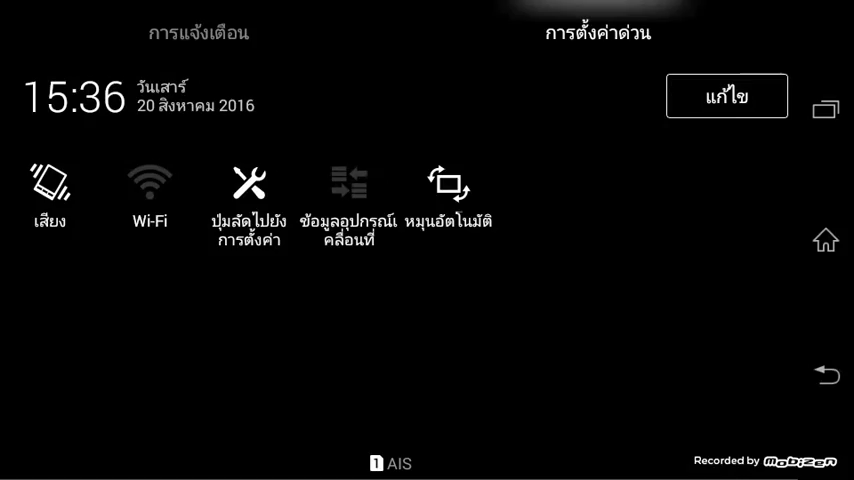 การแจ้งเตือน
การตั้งค่าด่วน
15:36
วันเสาร์
20 สิงหาคม 2016
แก้ไข
เสียง
Wi-Fi
ปุ่มลัดไปยัง
การตั้งค่า
ข้อมูลอุปกรณ์เ
คลื่อนที่
หมุนอัตโนมัติ
1 AIS
Recorded by mobizen